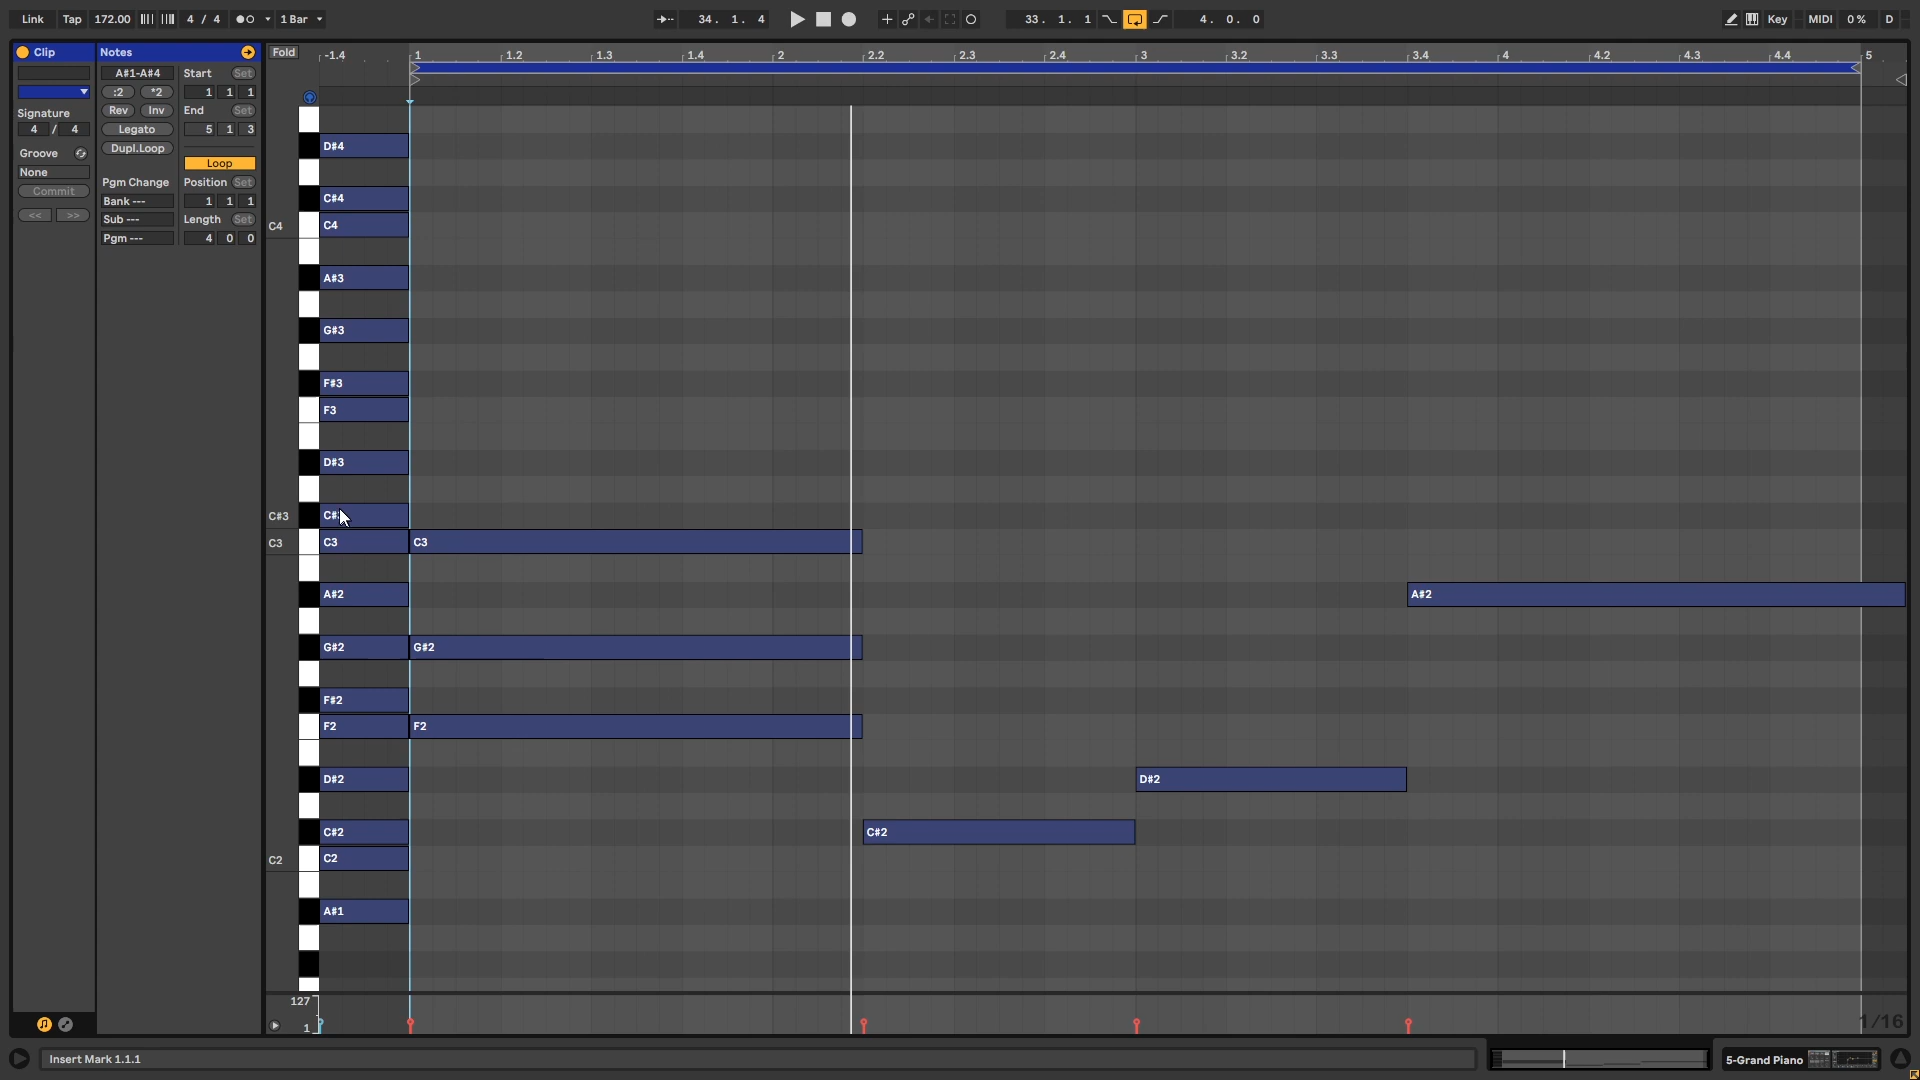 Link Tap 172.00 4 / 4 1 Bar 34. 1. 4 33. 1. 1 4. 0. 0 Key MIDI 0 % D
Clip Notes Fold -1.4 1 1.2 1.3 1.4 2 2.2 2.3 2.4 3 3.2 3.3 3.4 4 4.2 4.3 4.4 5
A#1-A#4 Start Set
:2 *2 1 1 1
Signature Rev Inv End Set
4 / 4 Legato 5 1 3
Dupl.Loop
Groove
Loop
None
Pgm Change Position Set
Commit
Bank --- 1 1 1
<< >> Sub --- Length Set
Pgm --- 4 0 0
D#4
C#4
C4 C4
A#3
G#3
F#3
F3
D#3
C#3 C#
C3 C3 C3
A#2 A#2
G#2 G#2
F#2
F2 F2
D#2 D#2
C#2 C#2
C2 C2
A#1
127
1
1/16
Insert Mark 1.1.1
5-Grand Piano